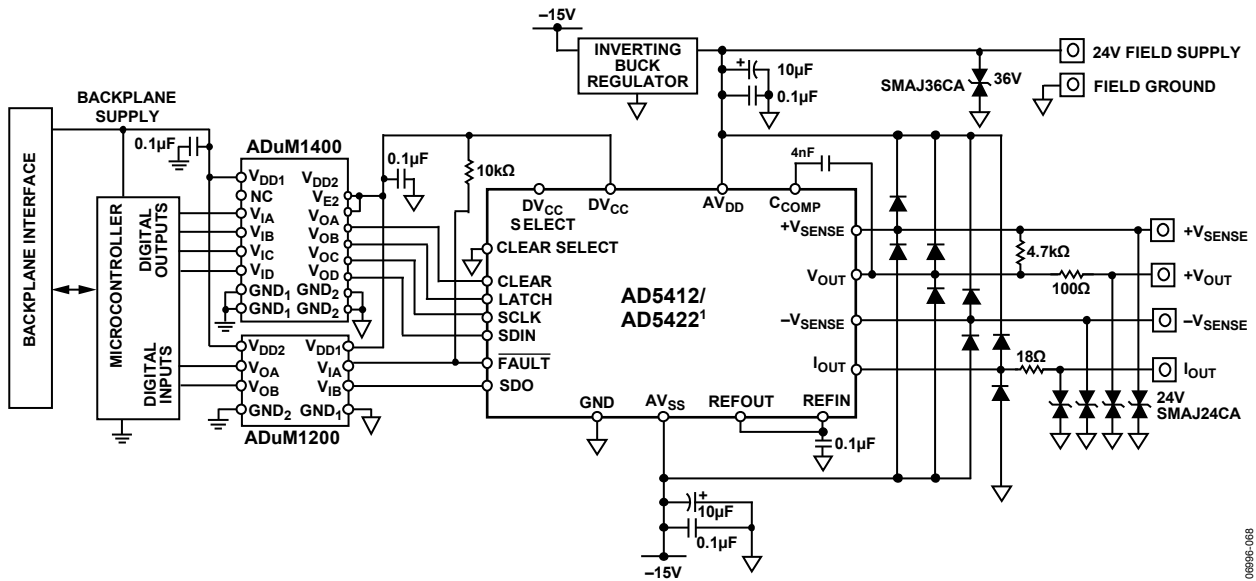 –15V
INVERTING
BUCK
REGULATOR
+
10µF
0.1µF
SMAJ36CA
36V
24V FIELD SUPPLY
FIELD GROUND
BACKPLANE INTERFACE
BACKPLANE
SUPPLY
0.1µF
MICROCONTROLLER
DIGITAL
OUTPUTS
DIGITAL
INPUTS
ADuM1400
VDD1
NC
VIA
VIB
VIC
VID
GND1
GND1
VDD2
VE2
VOA
VOB
VOC
VOD
GND2
GND2
VDD2
VOA
VOB
GND2
VDD1
VIA
VIB
GND1
ADuM1200
0.1µF
10kΩ
4nF
DVCC
SELECT
DVCC
AVDD
CCOMP
CLEAR SELECT
CLEAR
LATCH
SCLK
SDIN
FAULT
SDO
AD5412/
AD5422¹
+VSENSE
VOUT
–VSENSE
IOUT
GND
AVSS
REFOUT
REFIN
0.1µF
4.7kΩ
100Ω
18Ω
+VSENSE
+VOUT
–VSENSE
IOUT
24V
SMAJ24CA
+
10µF
0.1µF
–15V
06996-068